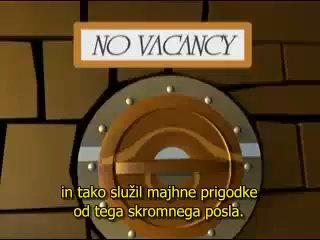 NO VACANCY
in tako služil majhne prigodke
od tega skromnega posla.